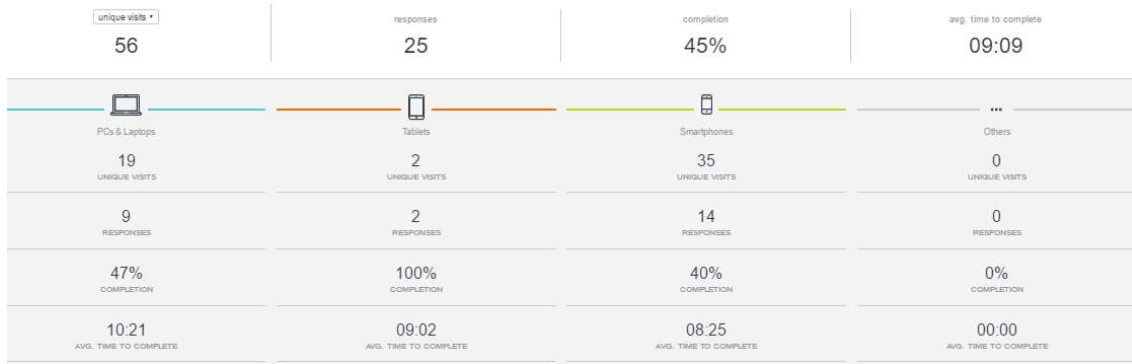 unique visits ▾
responses
completion
avg. time to complete
56
25
45%
09:09
PCs & Laptops
Tablets
Smartphones
Others
19
2
35
0
UNIQUE VISITS
UNIQUE VISITS
UNIQUE VISITS
UNIQUE VISITS
9
2
14
0
RESPONSES
RESPONSES
RESPONSES
RESPONSES
47%
100%
40%
0%
COMPLETION
COMPLETION
COMPLETION
COMPLETION
10:21
09:02
08:25
00:00
AVG. TIME TO COMPLETE
AVG. TIME TO COMPLETE
AVG. TIME TO COMPLETE
AVG. TIME TO COMPLETE